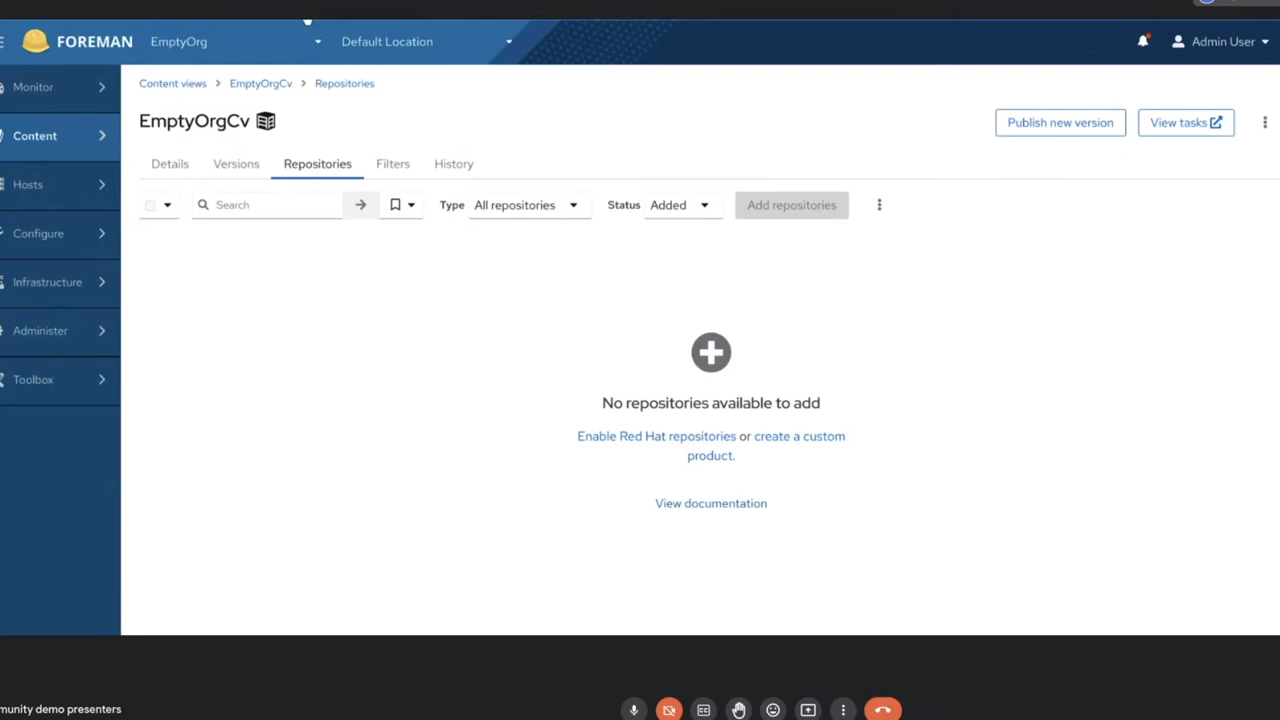 FOREMAN
EmptyOrg
Default Location
Admin User
Monitor
Content
Hosts
Configure
Infrastructure
Administer
Toolbox
Content views
EmptyOrgCv
Repositories
EmptyOrgCv
Publish new version
View tasks
Details
Versions
Repositories
Filters
History
Search
Type
All repositories
Status
Added
Add repositories
No repositories available to add
Enable Red Hat repositories or create a custom
product.
View documentation
munity demo presenters
CC